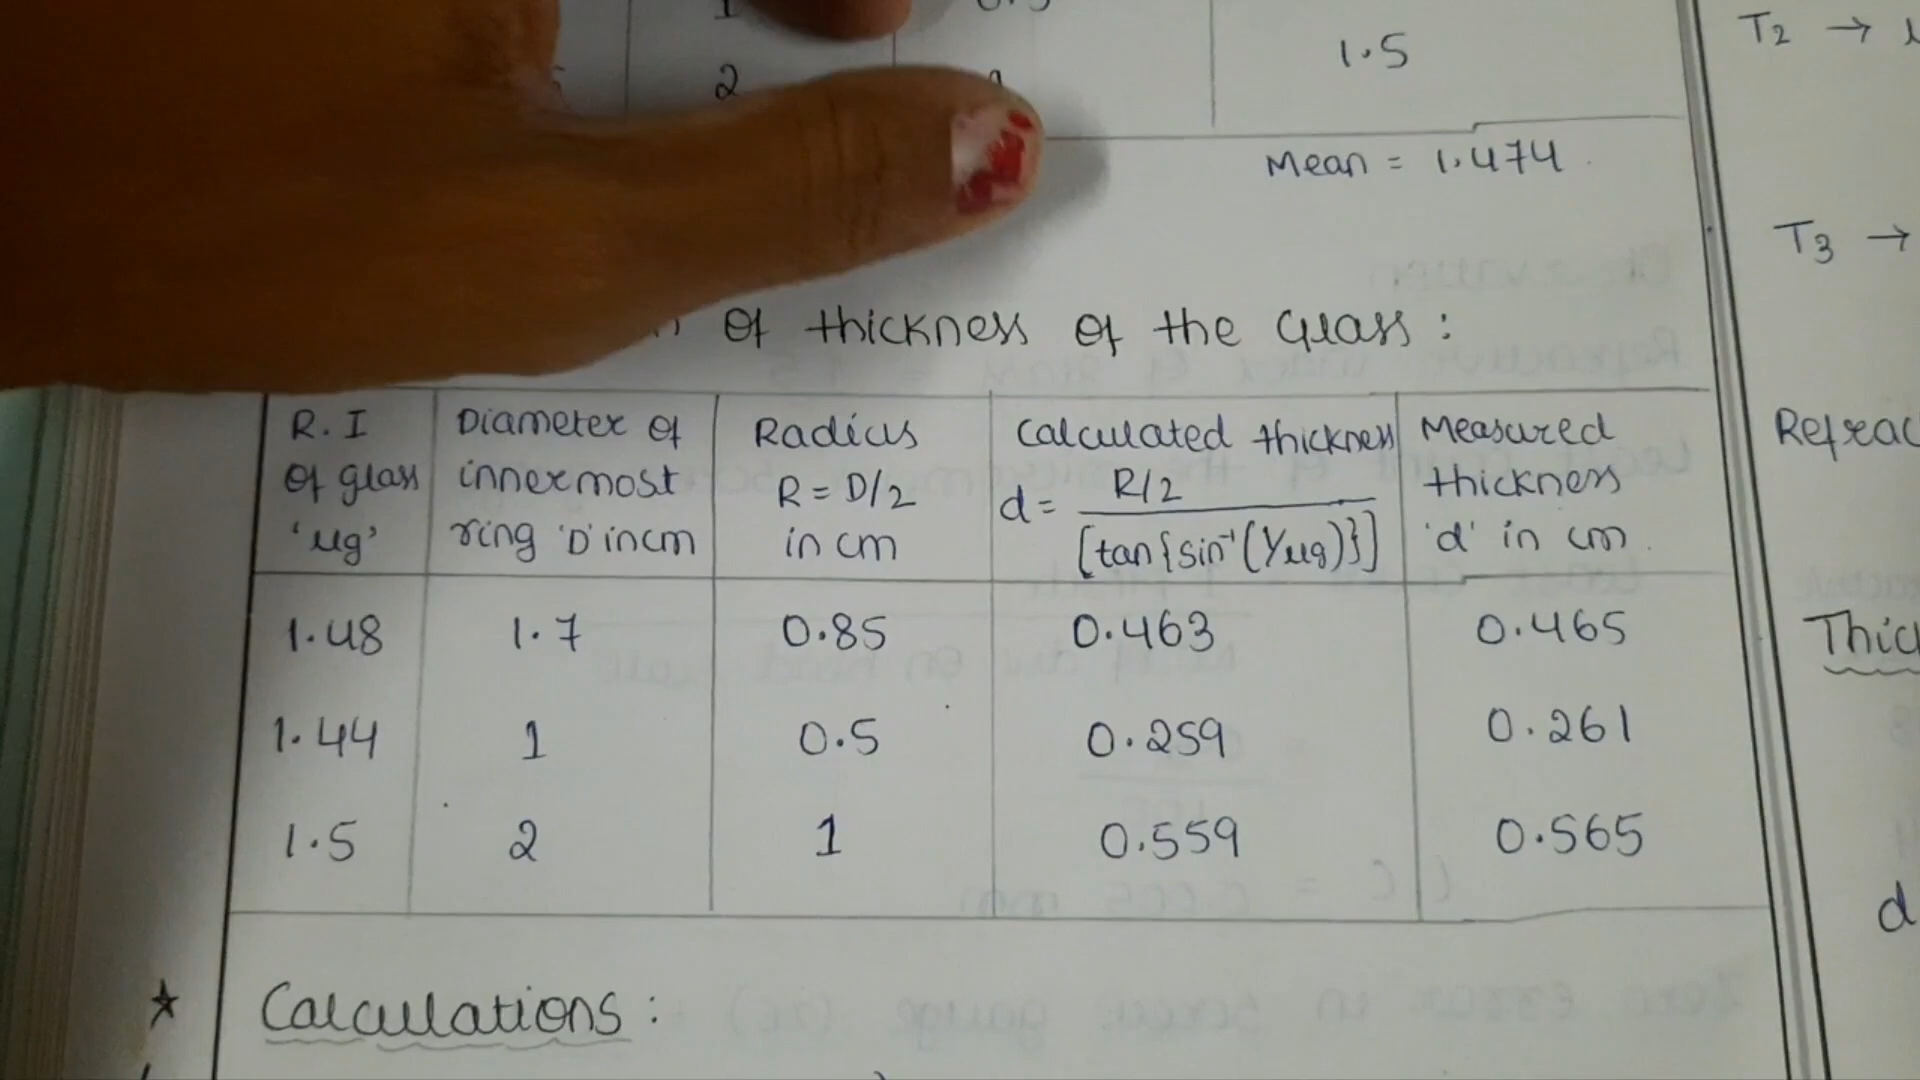 1
2
1.5
T2 →
Mean = 1.474
T3 →
of thickness of the Glass :
R.I of glass 'μg'
Diameter of innermost ring 'D' in cm
Radius R = D/2 in cm
Calculated thickness d = R/2 / [tan{sin⁻¹(1/μg)}]
Measured thickness 'd' in cm
1.48 1.7 0.85 0.463 0.465
1.44 1 0.5 0.259 0.261
1.5 2 1 0.559 0.565
Refrac
Thic
d
★ Calculations :